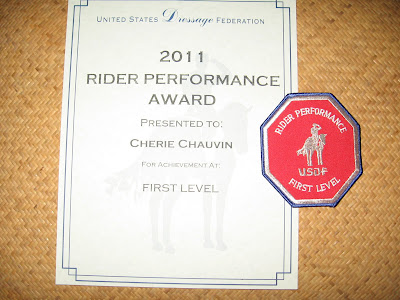 United States Dressage Federation
2011
Rider Performance
Award
Presented to:
Cherie Chauvin
For Achievement At:
First Level
RIDER PERFORMANCE
USDF
FIRST LEVEL